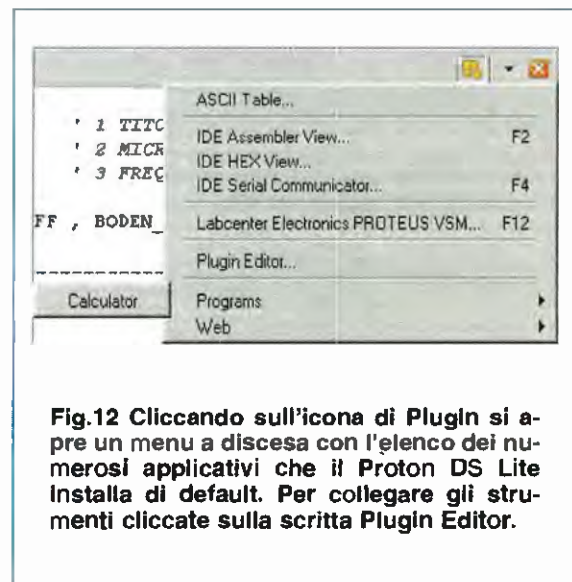 ASCII Table...
' 1 TITO
' 2 MICR
' 3 FREQ
IDE Assembler View... F2
IDE HEX View...
IDE Serial Communicator... F4
FF , BODEN_
Labcenter Electronics PROTEUS VSM... F12
Plugin Editor...
Calculator
Programs
Web
Fig.12 Cliccando sull'icona di Plugin si a-
pre un menu a discesa con l'elenco dei nu-
merosi applicativi che il Proton DS Lite
installa di default. Per collegare gli stru-
menti cliccate sulla scritta Plugin Editor.